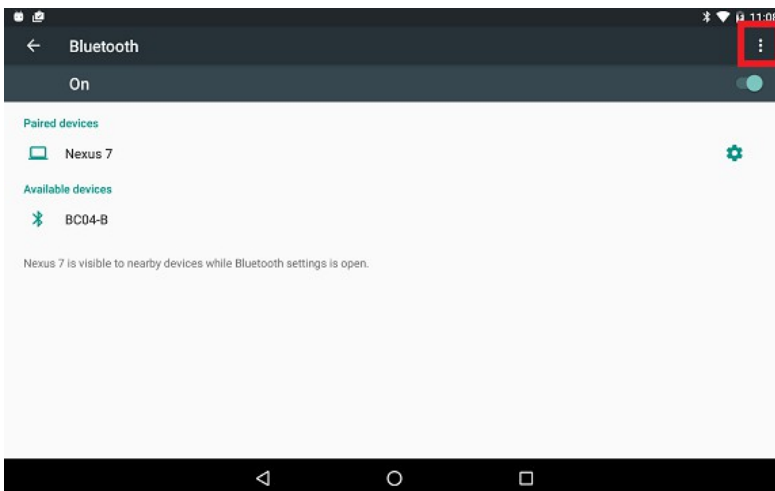 11:08
Bluetooth
On
Paired devices
Nexus 7
Available devices
BC04-B
Nexus 7 is visible to nearby devices while Bluetooth settings is open.